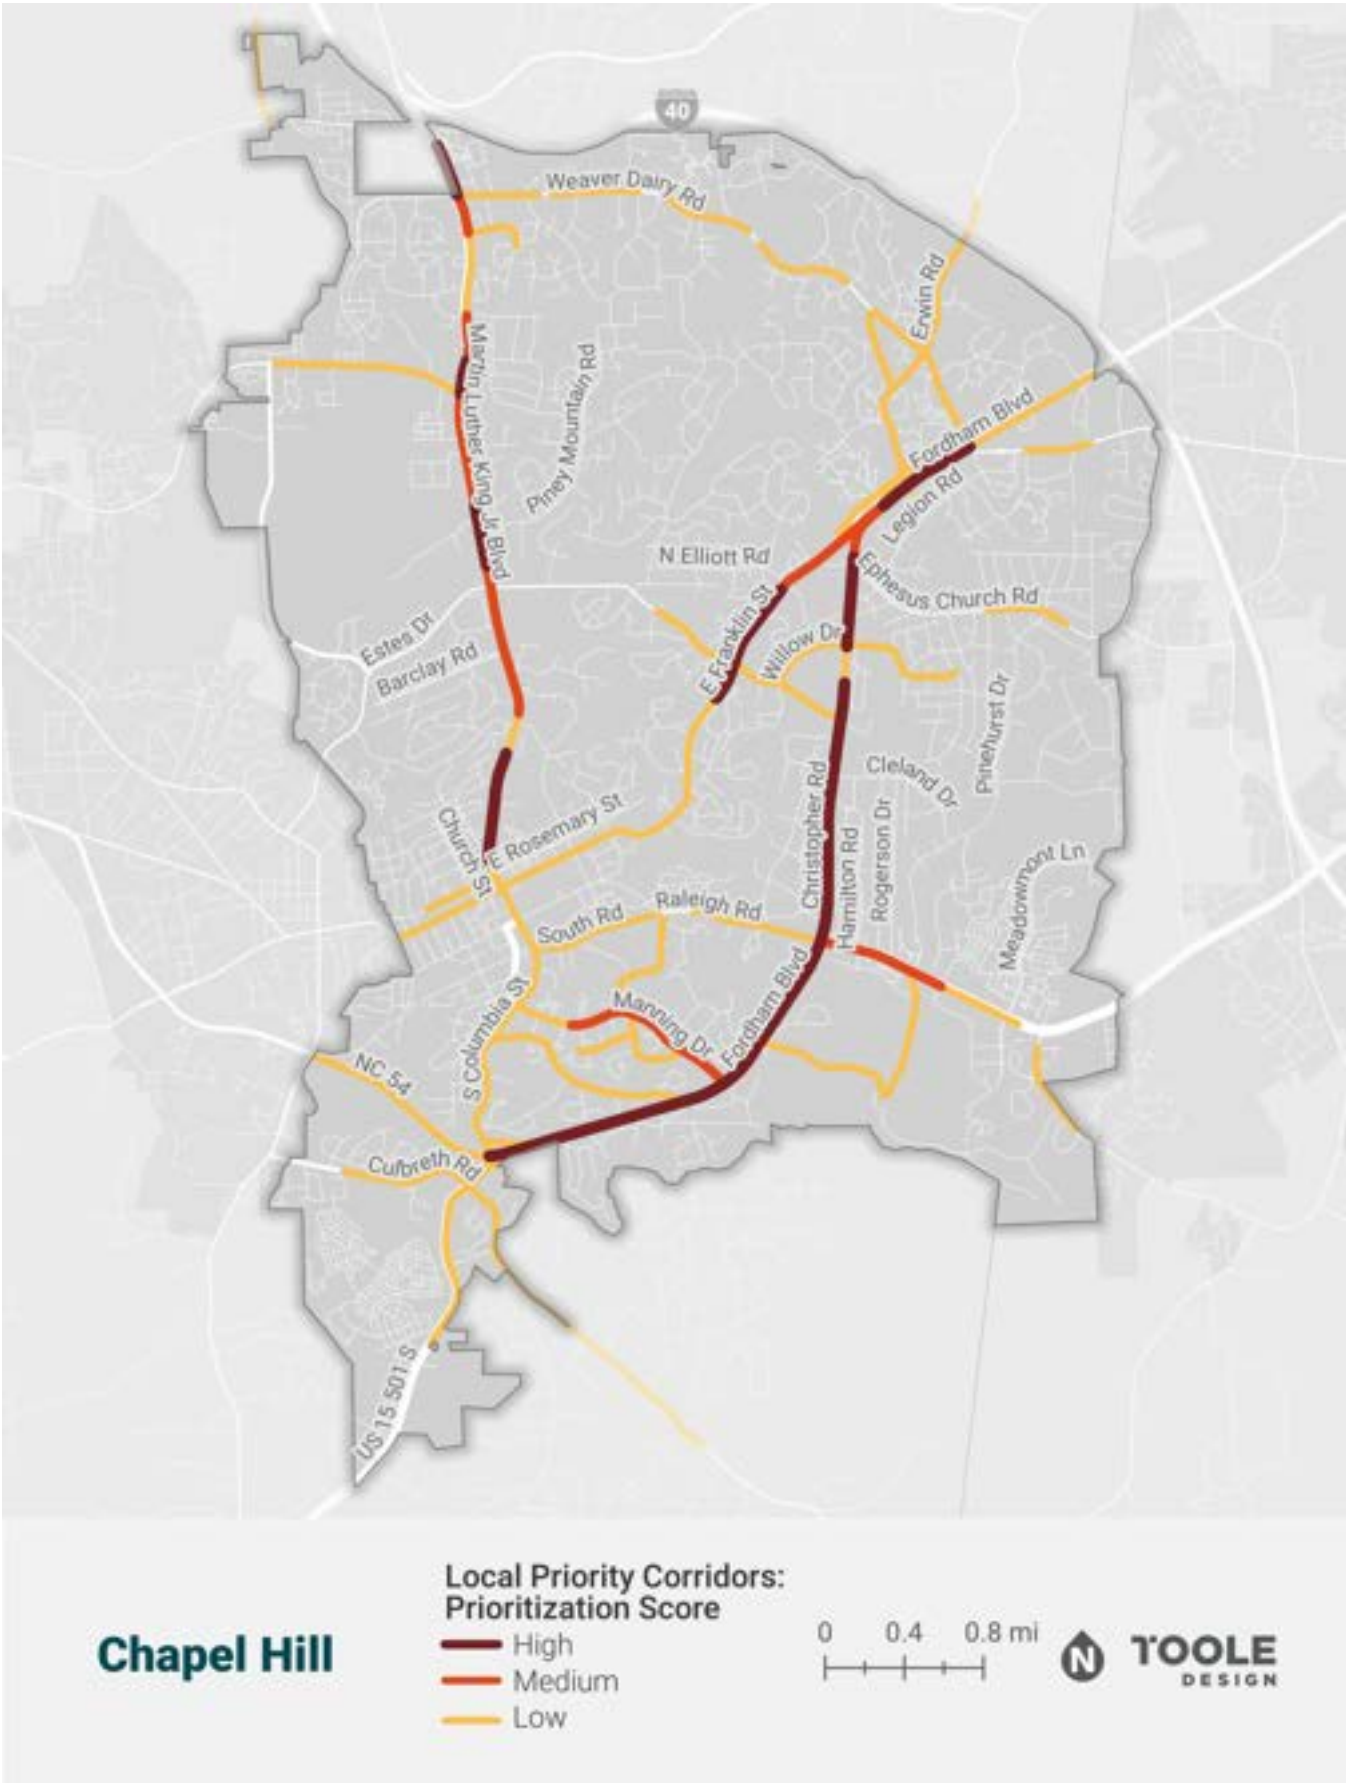 40
Weaver Dairy Rd
Erwin Rd
Martin Luther King Jr Blvd
Piney Mountain Rd
Fordham Blvd
Legion Rd
N Elliott Rd
Ephesus Church Rd
E Franklin St
Willow Dr
Estes Dr
Barclay Rd
Pinehurst Dr
Cleland Dr
Christopher Rd
Hamilton Rd
Rogerson Dr
Church St
E Rosemary St
Meadowmont Ln
Raleigh Rd
South Rd
Fordham Blvd
Manning Dr
S Columbia St
NC 54
Culbreth Rd
US 15 501 S
Local Priority Corridors:
Prioritization Score
High
Medium
Low
Chapel Hill
0 0.4 0.8 mi
N
TOOLE
DESIGN